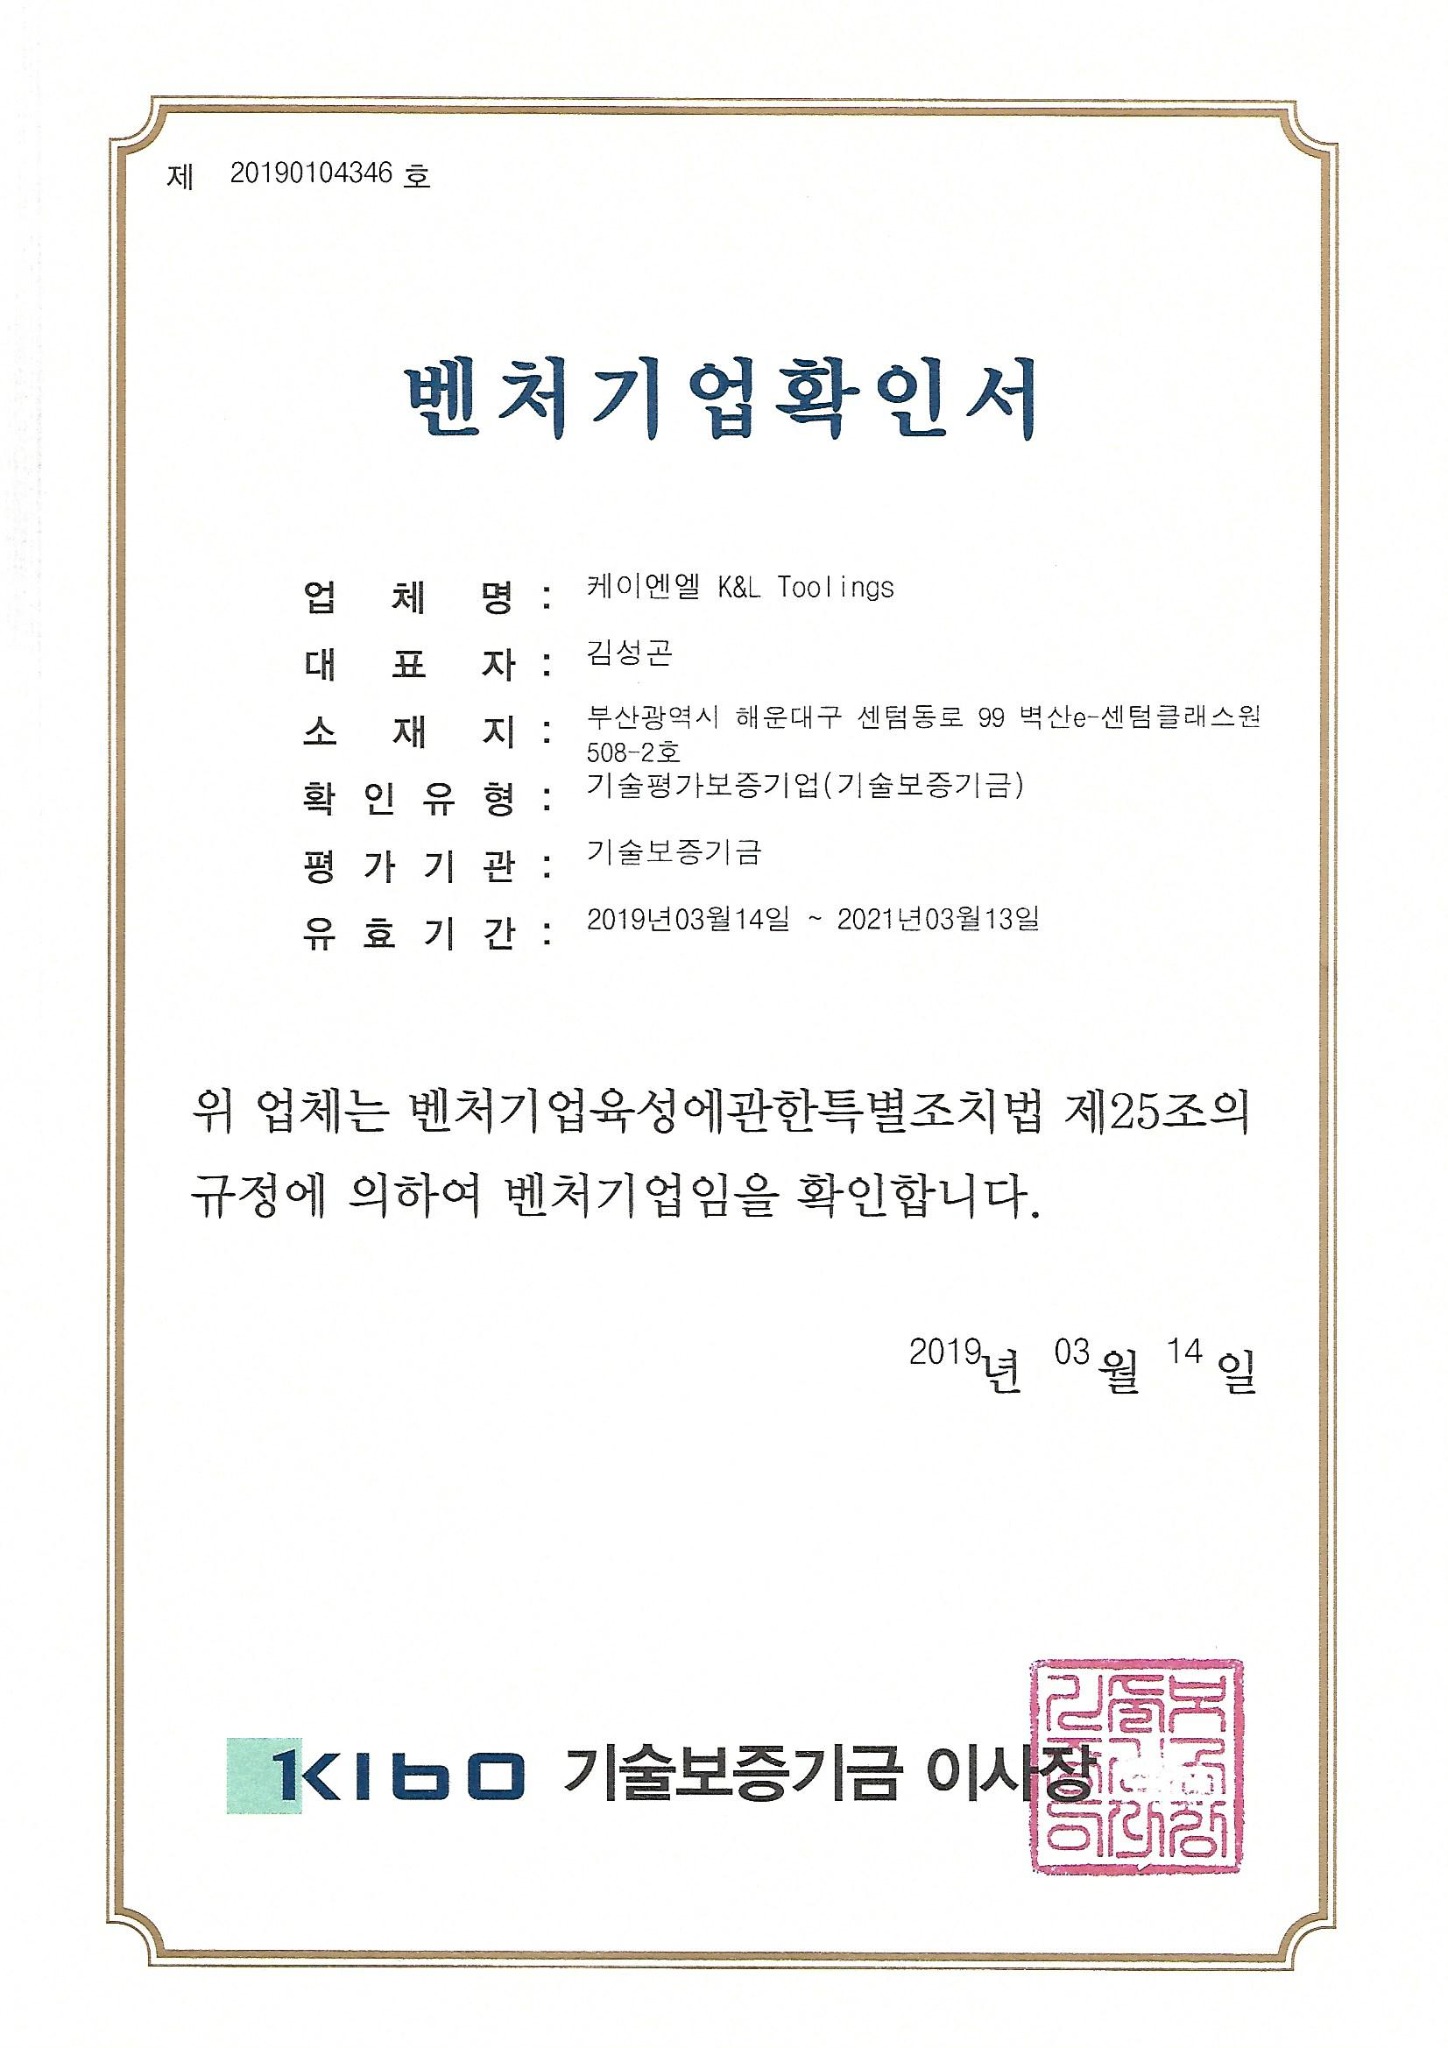 제 20190104346 호
벤처기업확인서
업 체 명 : 케이엔엘 K&L Toolings
대 표 자 : 김성곤
소 재 지 : 부산광역시 해운대구 센텀동로 99 벽산e-센텀클래스원
508-2호
확 인 유 형 : 기술평가보증기업(기술보증기금)
평 가 기 관 : 기술보증기금
유 효 기 간 : 2019년03월14일 ~ 2021년03월13일
위 업체는 벤처기업육성에관한특별조치법 제25조의
규정에 의하여 벤처기업임을 확인합니다.
2019년 03월 14일
KIBO 기술보증기금 이사장